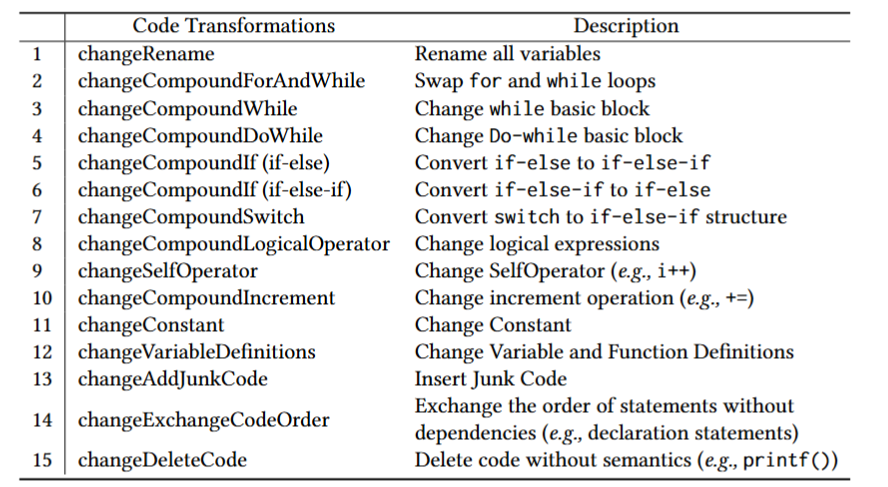 Code Transformations Description
1 changeRename Rename all variables
2 changeCompoundForAndWhile Swap for and while loops
3 changeCompoundWhile Change while basic block
4 changeCompoundDoWhile Change Do-while basic block
5 changeCompoundIf (if-else) Convert if-else to if-else-if
6 changeCompoundIf (if-else-if) Convert if-else-if to if-else
7 changeCompoundSwitch Convert switch to if-else-if structure
8 changeCompoundLogicalOperator Change logical expressions
9 changeSelfOperator Change SelfOperator (e.g., i++)
10 changeCompoundIncrement Change increment operation (e.g., +=)
11 changeConstant Change Constant
12 changeVariableDefinitions Change Variable and Function Definitions
13 changeAddJunkCode Insert Junk Code
14 changeExchangeCodeOrder Exchange the order of statements without
dependencies (e.g., declaration statements)
15 changeDeleteCode Delete code without semantics (e.g., printf())